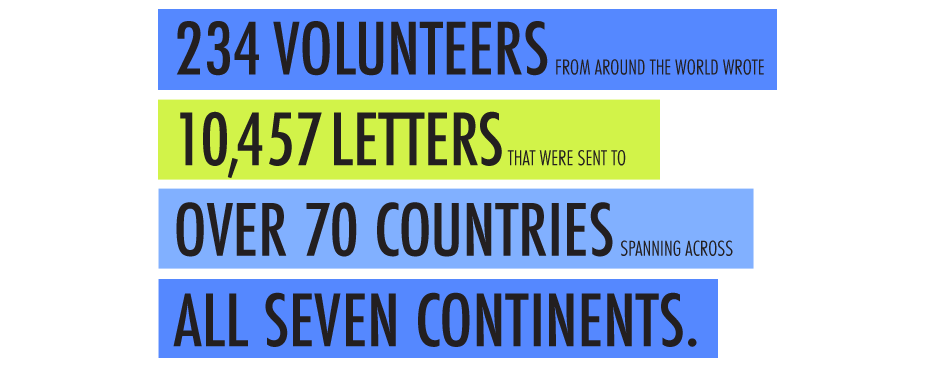 234 VOLUNTEERS FROM AROUND THE WORLD WROTE
10,457 LETTERS THAT WERE SENT TO
OVER 70 COUNTRIES SPANNING ACROSS
ALL SEVEN CONTINENTS.